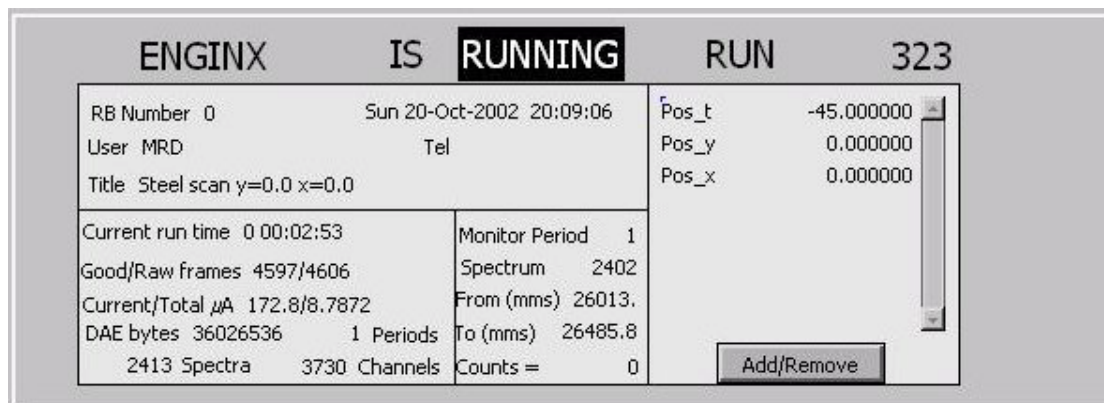 ENGINX IS RUNNING RUN 323
RB Number 0 Sun 20-Oct-2002 20:09:06
User MRD Tel
Title Steel scan y=0.0 x=0.0
Pos_t -45.000000
Pos_y 0.000000
Pos_x 0.000000
Current run time 0 00:02:53
Good/Raw frames 4597/4606
Current/Total µA 172.8/8.7872
DAE bytes 36026536 1 Periods
2413 Spectra 3730 Channels
Monitor Period 1
Spectrum 2402
From (mms) 26013.
To (mms) 26485.8
Counts = 0
Add/Remove